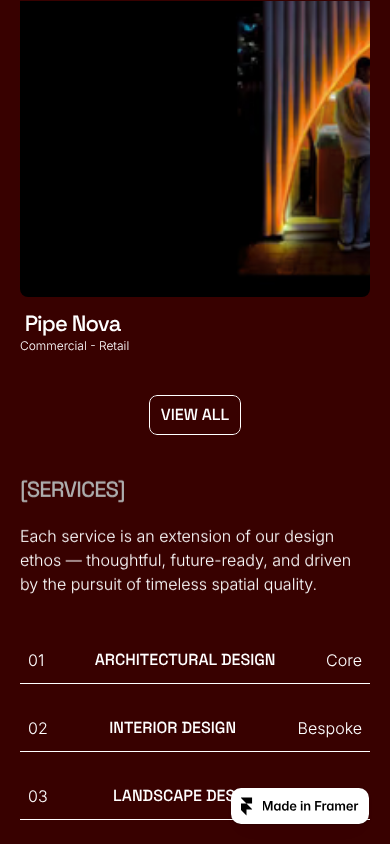 Pipe Nova
Commercial - Retail
VIEW ALL
[SERVICES]
Each service is an extension of our design
ethos — thoughtful, future-ready, and driven
by the pursuit of timeless spatial quality.
01 ARCHITECTURAL DESIGN Core
02 INTERIOR DESIGN Bespoke
03 LANDSCAPE DES
Made in Framer